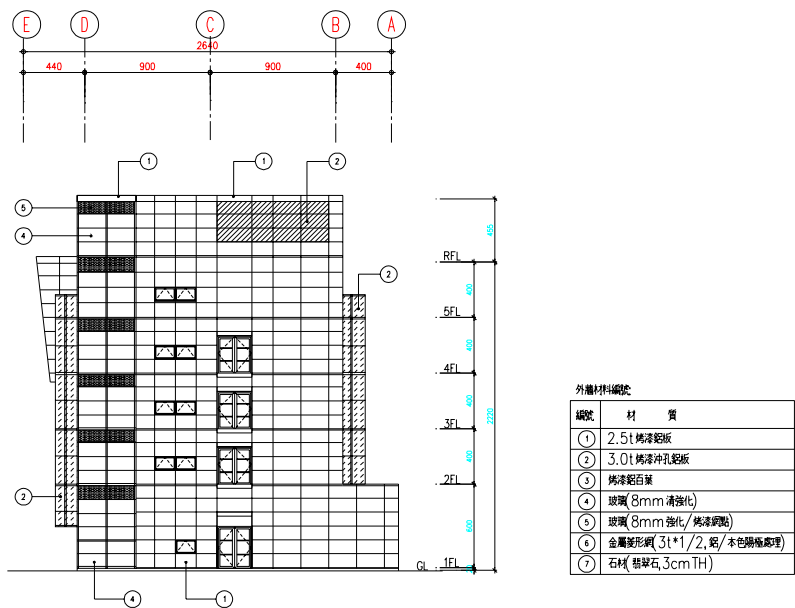 E D C B A
2640
440 900 900 400
1 1 2
5
4
455
RFL
2
400
5FL
400
4FL
400
2220
3FL
400
2FL
2
600
1FL
GL
4 1
外牆材料編號
編號 材 質
1 2.5t 烤漆鋁板
2 3.0t 烤漆沖孔鋁板
3 烤漆鋁百葉
4 玻璃(8mm 清強化)
5 玻璃(8mm 強化/烤漆網點)
6 金屬菱形網(3t*1/2,鋁/本色陽極處理)
7 石材(翡翠石,3cmTH)